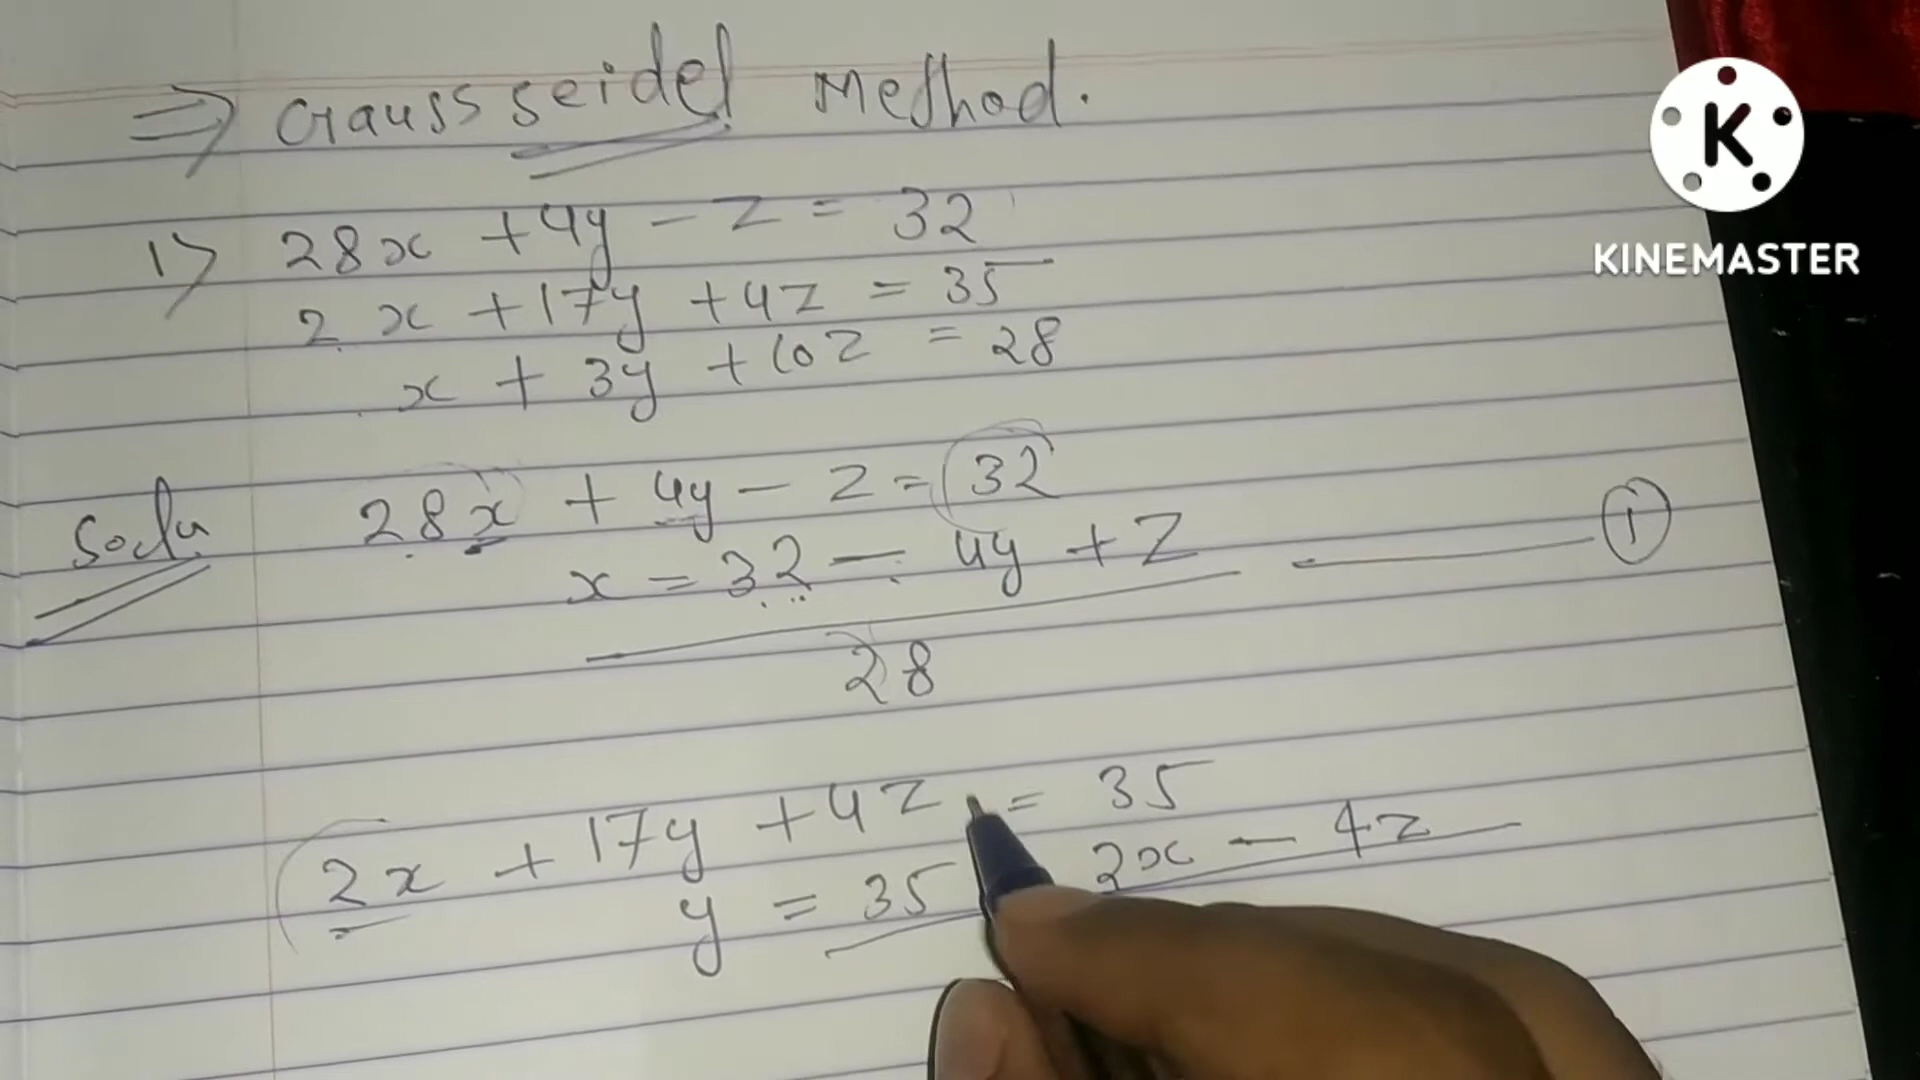 ⇒ Gauss seidel Method.
1) 28x + 4y - z = 32
2x + 17y + 4z = 35
x + 3y + 10z = 28
28x + 4y - z = 32
x = 32 - 4y + z ——— ①
28
2x + 17y + 4z = 35
y = 35 2x - 4z
K
KINEMASTER